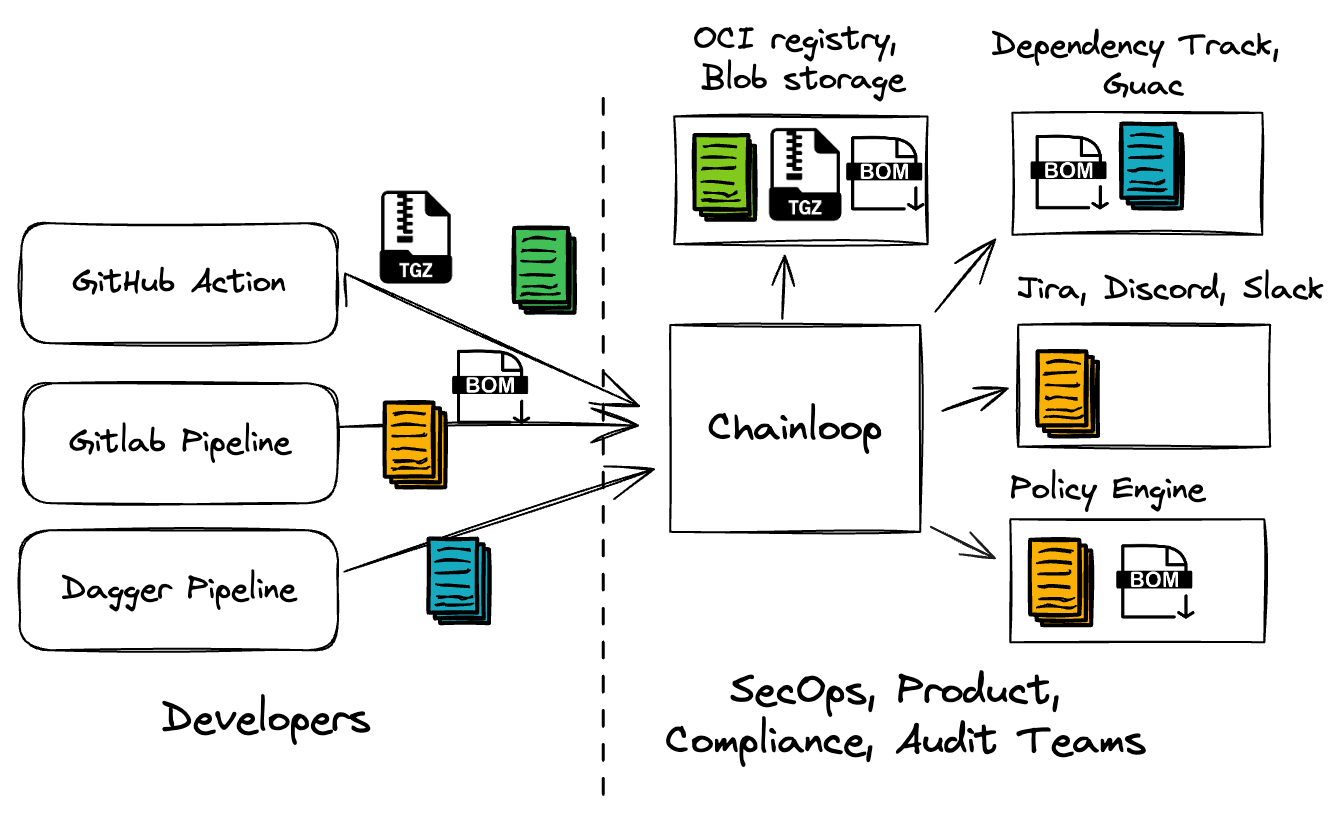 OCI registry,
Blob storage
Dependency Track,
Guac
TGZ
BOM
BOM
GitHub Action
TGZ
Jira, Discord, Slack
BOM
Gitlab Pipeline
Chainloop
Policy Engine
Dagger Pipeline
BOM
Developers
SecOps, Product,
Compliance, Audit Teams